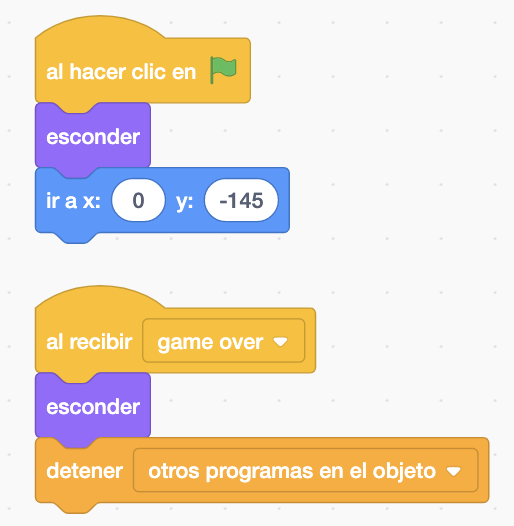 al hacer clic en
esconder
ir a x: 0 y: -145
al recibir game over
esconder
detener otros programas en el objeto